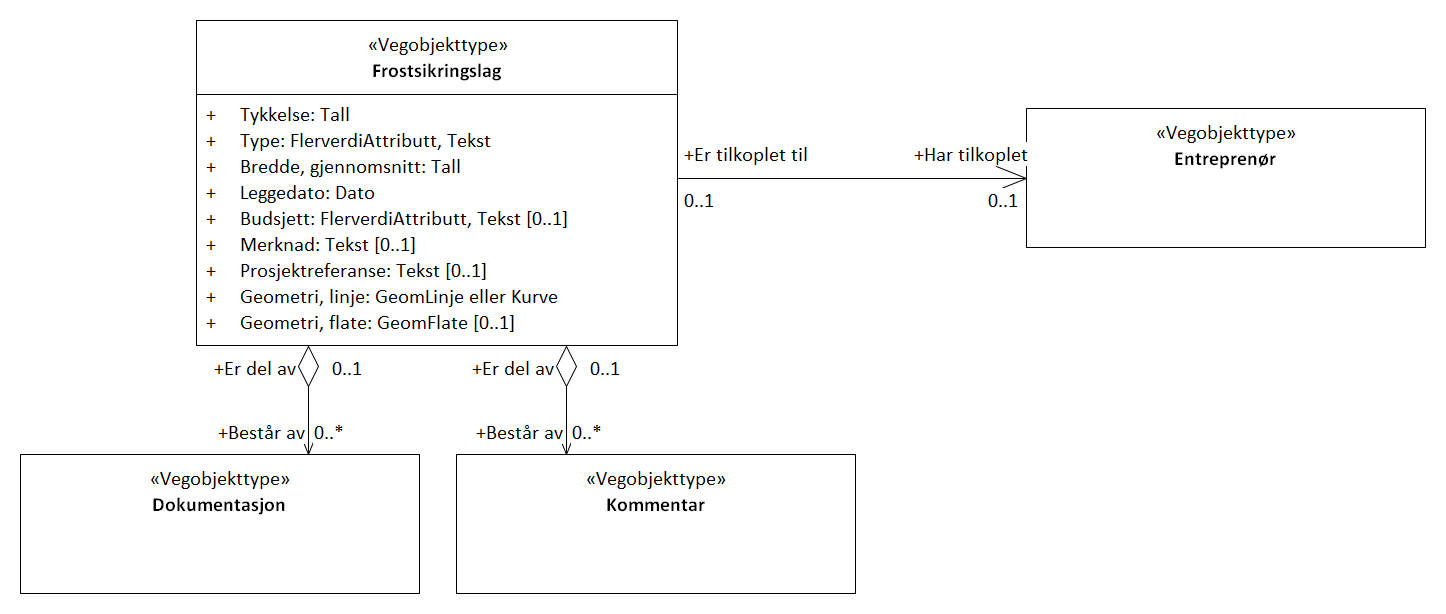 «Vegobjekttype»
Frostsikringslag
+ Tykkelse: Tall
+ Type: FlerverdiAttributt, Tekst
+ Bredde, gjennomsnitt: Tall
+ Leggedato: Dato
+ Budsjett: FlerverdiAttributt, Tekst [0..1]
+ Merknad: Tekst [0..1]
+ Prosjektreferanse: Tekst [0..1]
+ Geometri, linje: GeomLinje eller Kurve
+ Geometri, flate: GeomFlate [0..1]
+Er tilkoplet til
0..1
+Har tilkoplet
0..1
«Vegobjekttype»
Entreprenør
+Er del av 0..1
+Er del av 0..1
+Består av 0..*
+Består av 0..*
«Vegobjekttype»
Dokumentasjon
«Vegobjekttype»
Kommentar